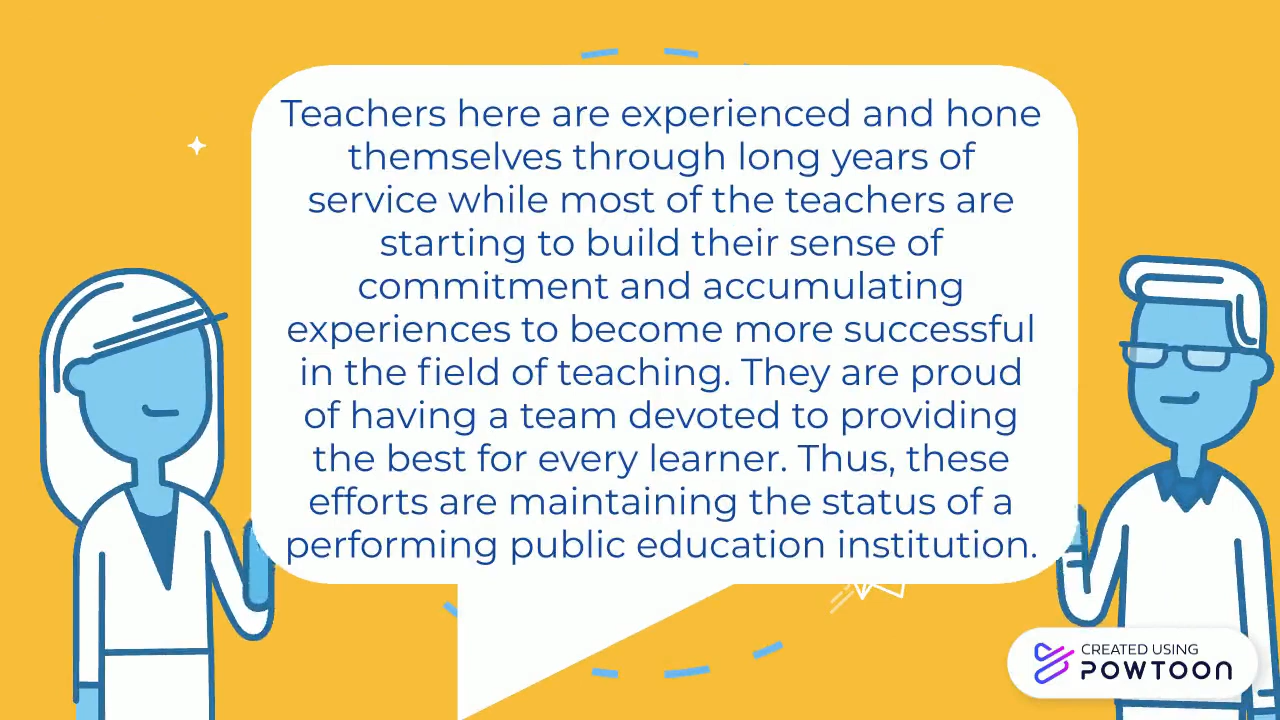 Teachers here are experienced and hone
themselves through long years of
service while most of the teachers are
starting to build their sense of
commitment and accumulating
experiences to become more successful
in the field of teaching. They are proud
of having a team devoted to providing
the best for every learner. Thus, these
efforts are maintaining the status of a
performing public education institution.
CREATED USING
POWTOON